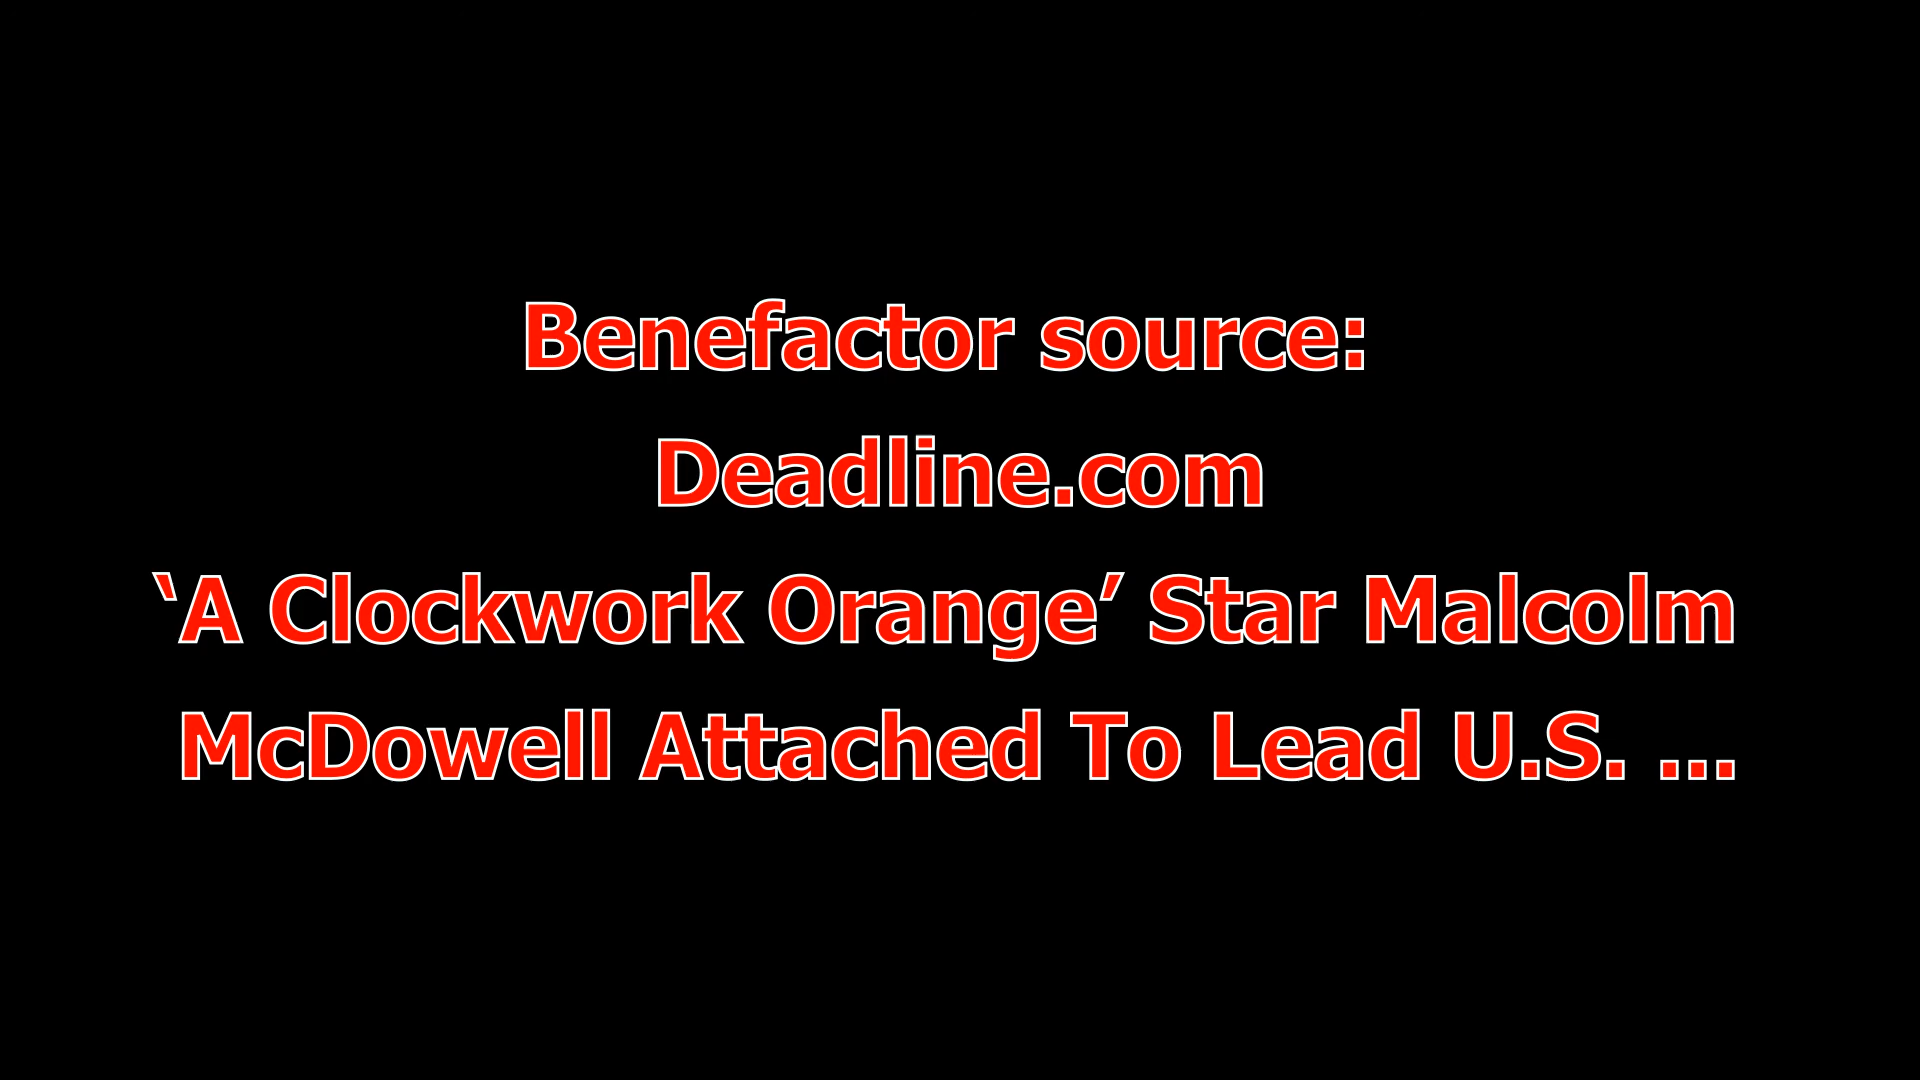 Benefactor source:
Deadline.com
‘A Clockwork Orange’ Star Malcolm
McDowell Attached To Lead U.S. ...